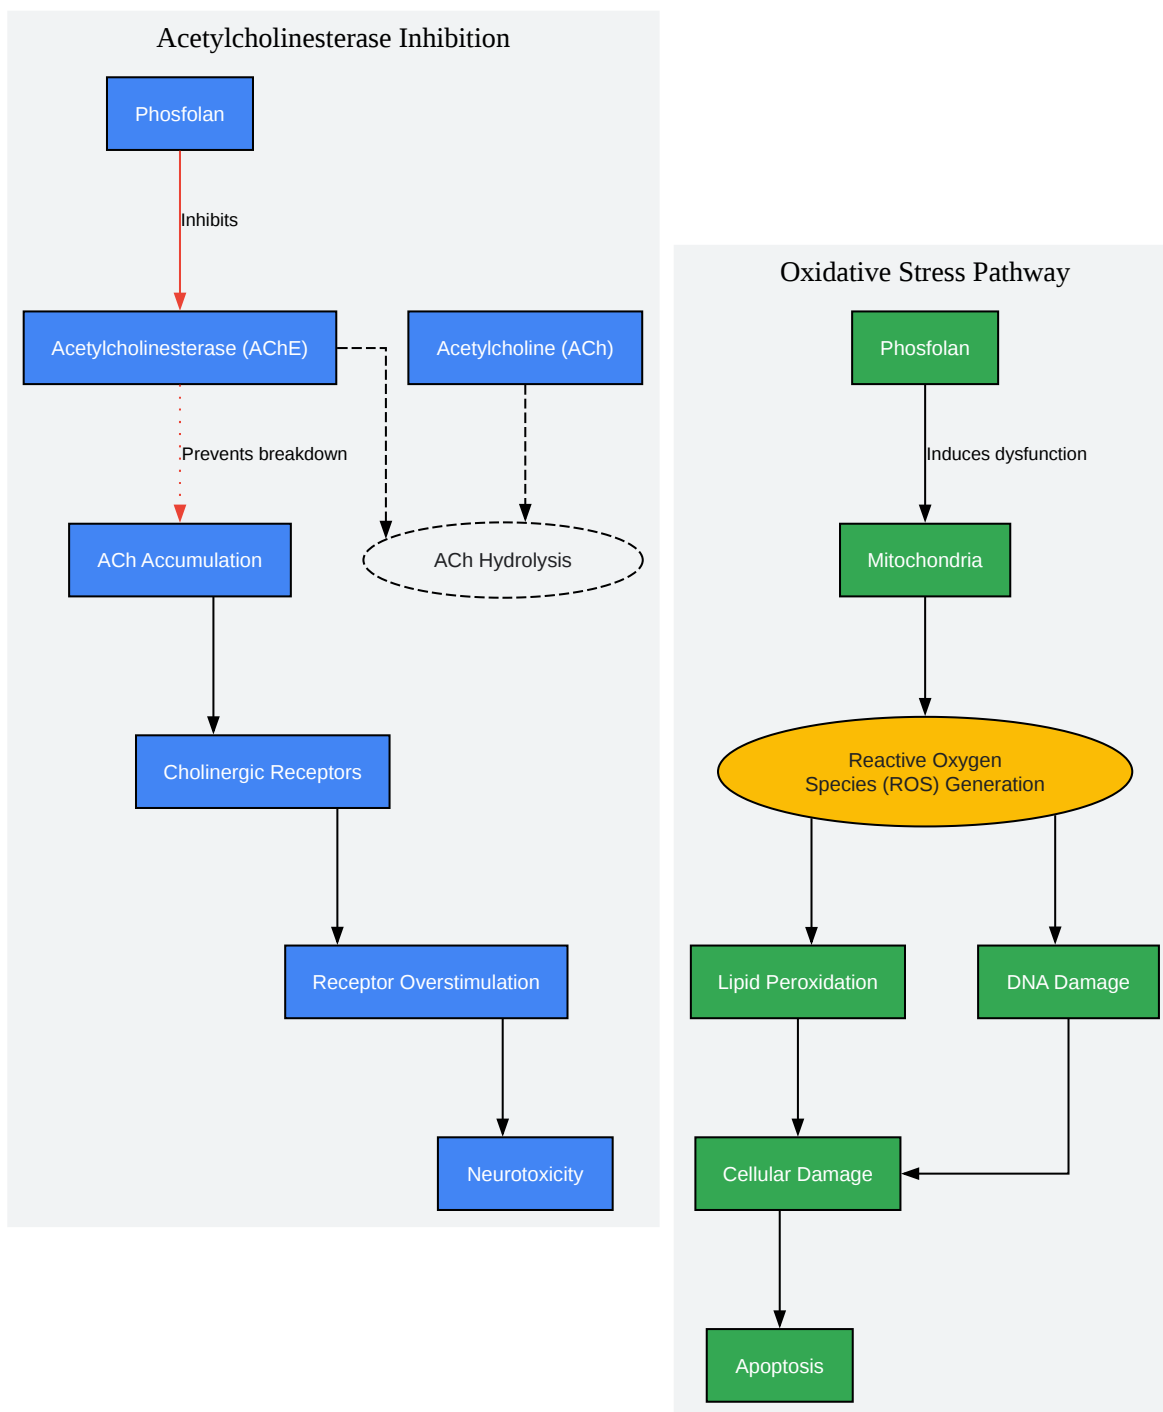 Acetylcholinesterase Inhibition
Phosfolan
Inhibits
Acetylcholinesterase (AChE)
Acetylcholine (ACh)
Prevents breakdown
ACh Accumulation
ACh Hydrolysis
Cholinergic Receptors
Receptor Overstimulation
Neurotoxicity
Oxidative Stress Pathway
Phosfolan
Induces dysfunction
Mitochondria
Reactive Oxygen
Species (ROS) Generation
Lipid Peroxidation
DNA Damage
Cellular Damage
Apoptosis